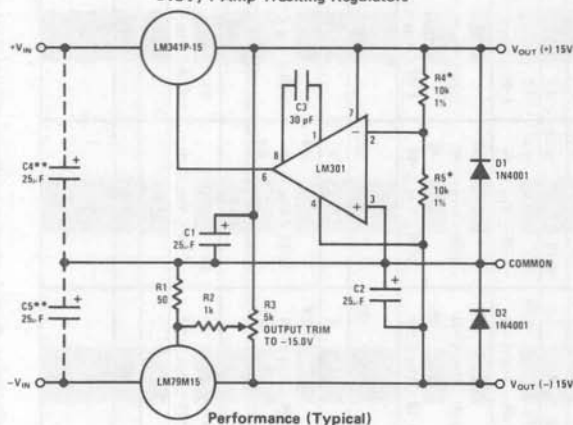 1 Amp Tracking Regulators
+VIN
LM341P-15
VOUT (+) 15V
R4*
10k
1%
C3
30 pF
7
1
8
2
6
LM301
4
3
C4**
25µF
R5*
10k
1%
D1
1N4001
C1
25µF
COMMON
R1
50
R2
1k
R3
5k
OUTPUT TRIM
TO -15.0V
C2
25µF
C5**
25µF
D2
1N4001
-VIN
LM79M15
VOUT (-) 15V
Performance (Typical)